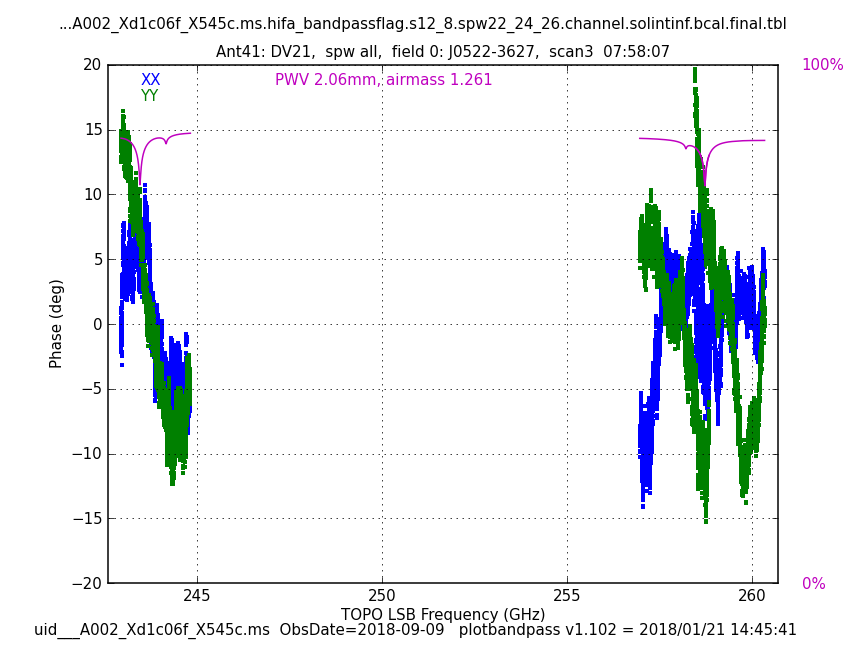 ...A002_Xd1c06f_X545c.ms.hifa_bandpassflag.s12_8.spw22_24_26.channel.solintinf.bcal.final.tbl
Ant41: DV21,  spw all,  field 0: J0522-3627,  scan3  07:58:07
XX
YY
PWV 2.06mm, airmass 1.261
100%
0%
20
15
10
5
0
−5
−10
−15
−20
Phase (deg)
245
250
255
260
TOPO LSB Frequency (GHz)
uid___A002_Xd1c06f_X545c.ms  ObsDate=2018-09-09   plotbandpass v1.102 = 2018/01/21 14:45:41